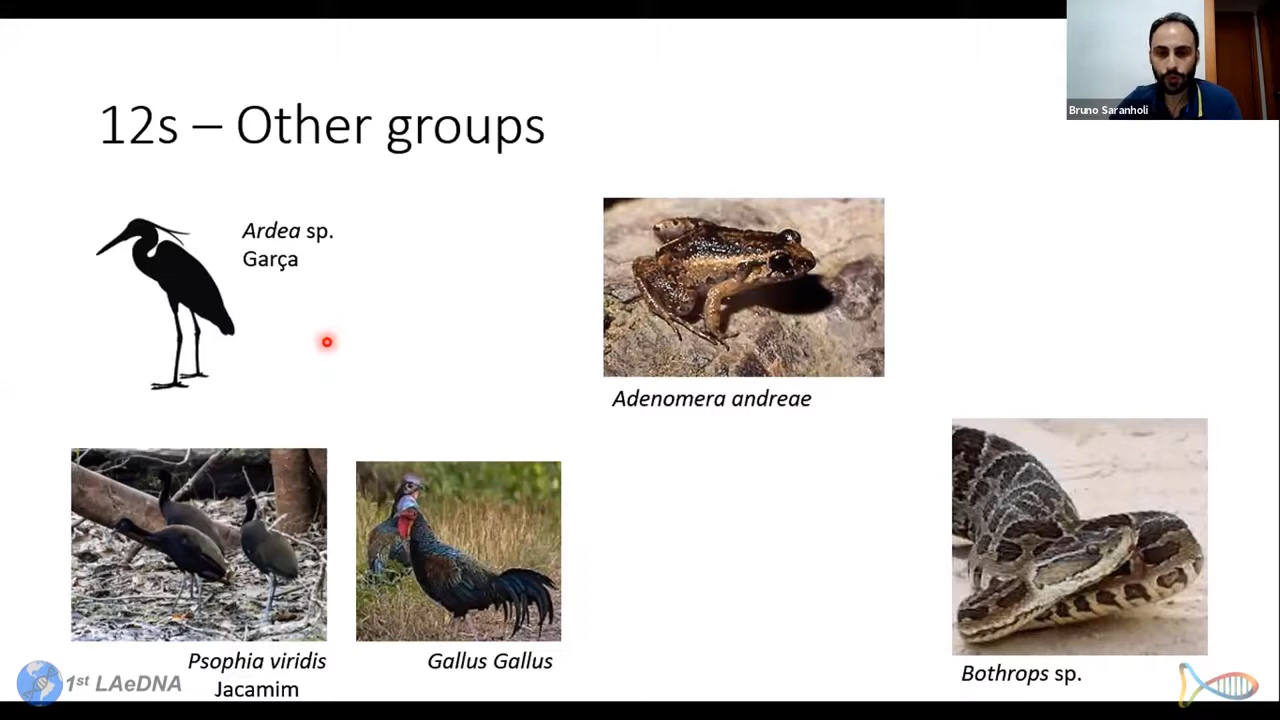 Bruno Saranholi
12s – Other groups
Ardea sp.
Garça
Adenomera andreae
Psophia viridis
Jacamim
Gallus Gallus
Bothrops sp.
1st LAeDNA